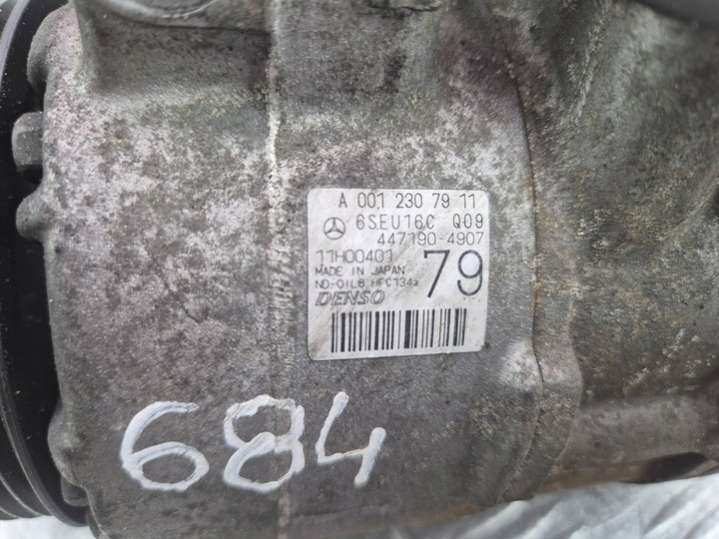 A 001 230 79 11
6SEU16C Q09
447190-4907
11H00401
79
MADE IN JAPAN
ND-OIL8 HFC134a
DENSO
684